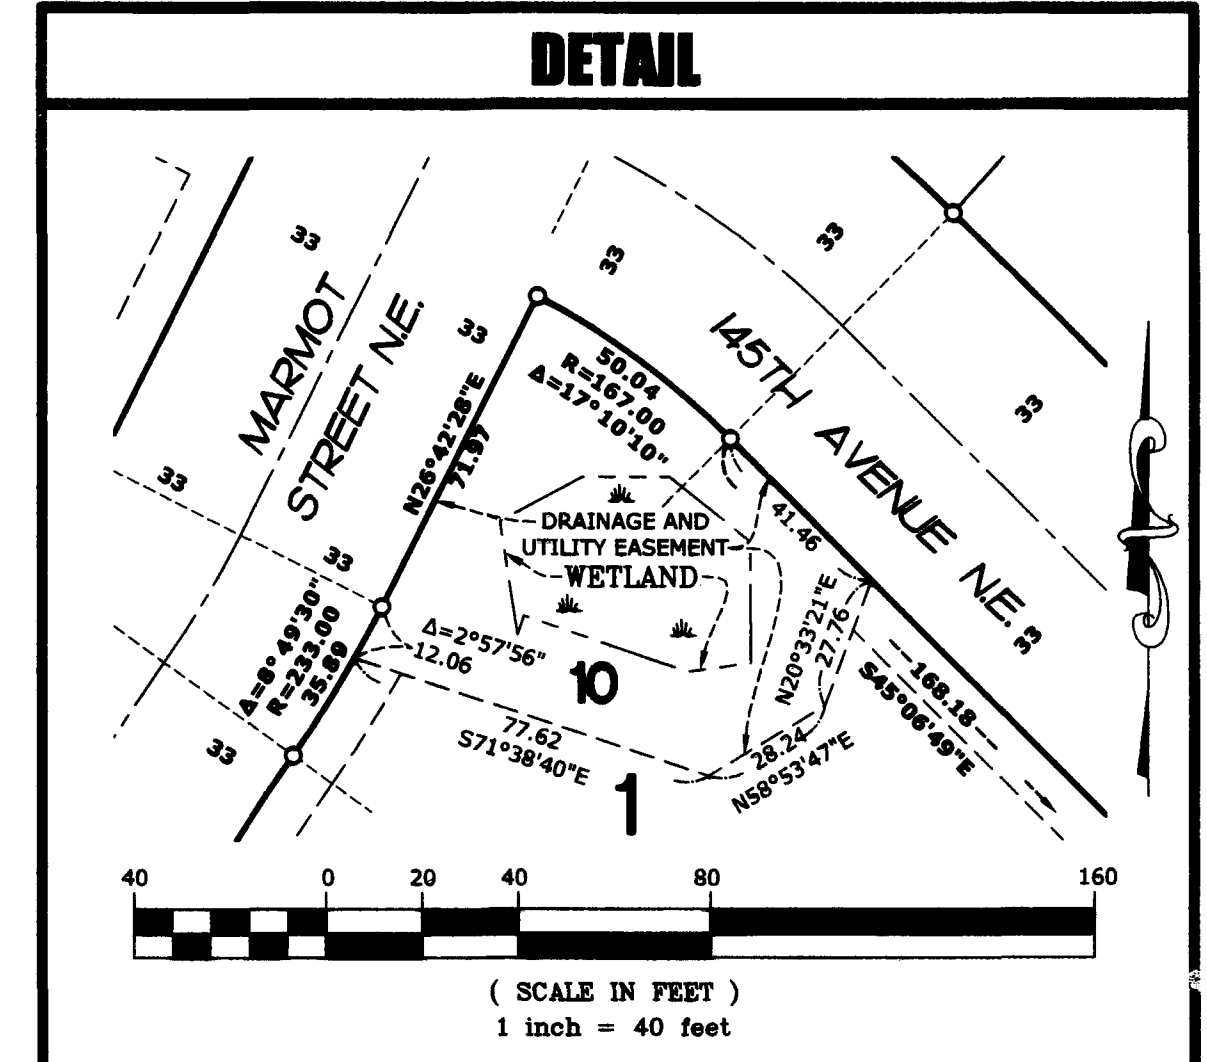 DETAIL
33
33
33
MARMOT
STREET N.E.
33
145TH AVENUE N.E.
50.04
R=167.00
Δ=17°10'10"
N26°42'28"E
71.97
33
33
33
DRAINAGE AND
UTILITY EASEMENT
WETLAND
41.46
33
Δ=8°49'30"
R=233.00
35.89
Δ=2°57'56"
12.06
10
N20°33'21"E
27.76
168.18
S45°06'49"E
77.62
S71°38'40"E
28.24
N58°53'47"E
33
1
40 0 20 40 80 160
( SCALE IN FEET )
1 inch = 40 feet